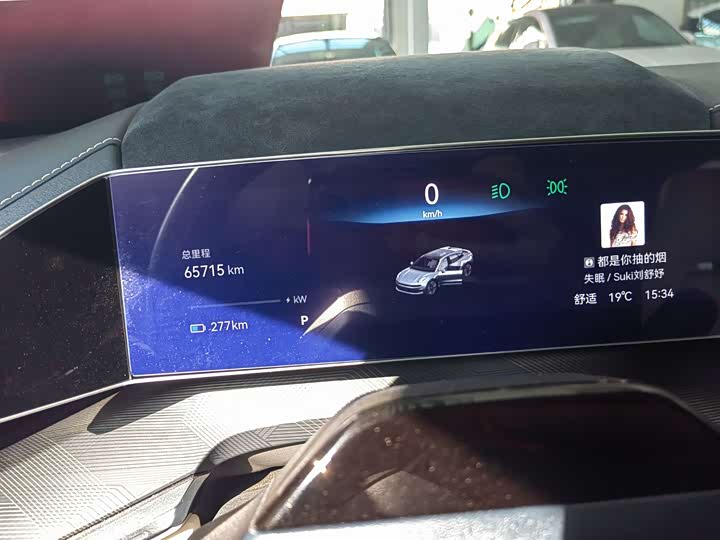 0
km/h
总里程
65715 km
kW
277km
P
都是你抽的烟
失眠 / Suki刘舒妤
舒适 19℃ 15:34